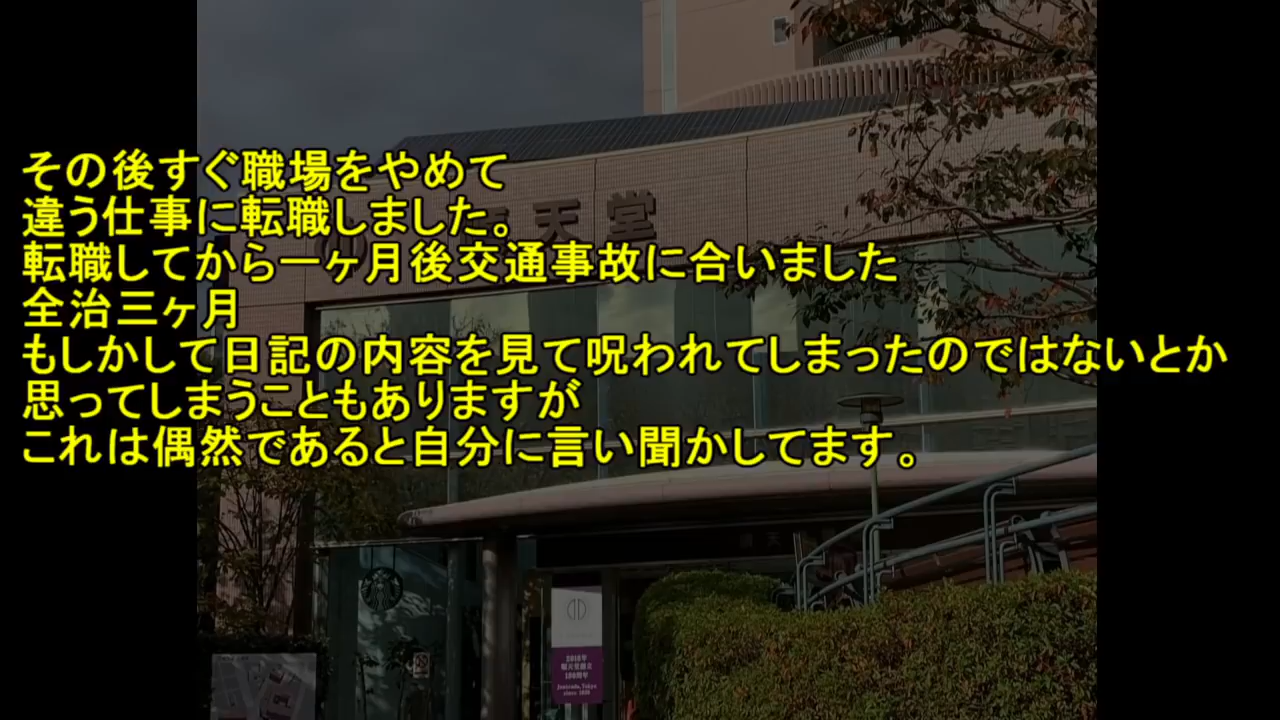 その後すぐ職場をやめて
違う仕事に転職しました。
転職してから一ヶ月後交通事故に合いました
全治三ヶ月
もしかして日記の内容を見て呪われてしまったのではないとか
思ってしまうこともありますが
これは偶然であると自分に言い聞かしてます。
天堂